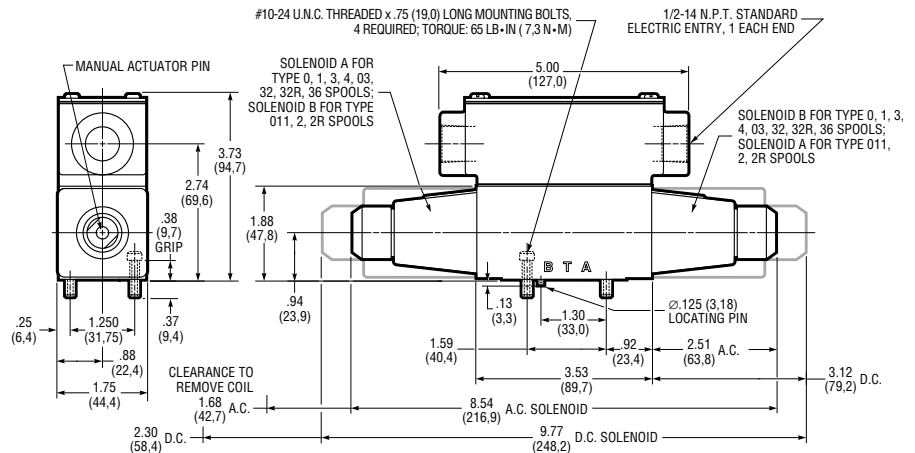 #10-24 U.N.C. THREADED x .75 (19,0) LONG MOUNTING BOLTS,
4 REQUIRED; TORQUE: 65 LB•IN ( 7,3 N•M)
1/2-14 N.P.T. STANDARD
ELECTRIC ENTRY, 1 EACH END
MANUAL ACTUATOR PIN
SOLENOID A FOR
TYPE 0, 1, 3, 4, 03,
32, 32R, 36 SPOOLS;
SOLENOID B FOR TYPE
011, 2, 2R SPOOLS
5.00
(127,0)
SOLENOID B FOR TYPE 0, 1, 3,
4, 03, 32, 32R, 36 SPOOLS;
SOLENOID A FOR TYPE 011,
2, 2R SPOOLS
3.73
(94,7)
2.74
(69,6)
1.88
(47,8)
.38
(9,7)
GRIP
B T A
.94
(23,9)
.13
(3,3)
Ø.125 (3,18)
LOCATING PIN
.25
(6,4)
1.250
(31,75)
.37
(9,4)
1.30
(33,0)
.88
(22,4)
1.59
(40,4)
.92
(23,4)
2.51
(63,8) A.C.
1.75
(44,4)
CLEARANCE TO
REMOVE COIL
3.53
(89,7)
3.12
(79,2) D.C.
1.68
(42,7) A.C.
8.54
(216,9) A.C. SOLENOID
2.30
(58,4) D.C.
9.77
(248,2) D.C. SOLENOID